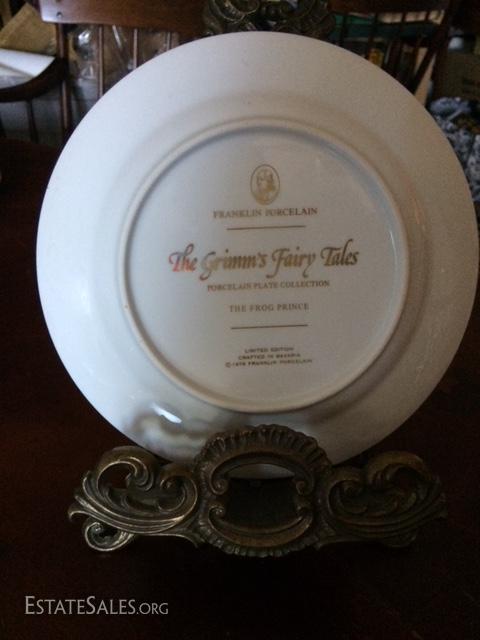 FRANKLIN PORCELAIN
The Grimm's Fairy Tales
PORCELAIN PLATE COLLECTION
THE FROG PRINCE
LIMITED EDITION
CRAFTED IN BAVARIA
© 1978 FRANKLIN PORCELAIN
ESTATESALES.ORG